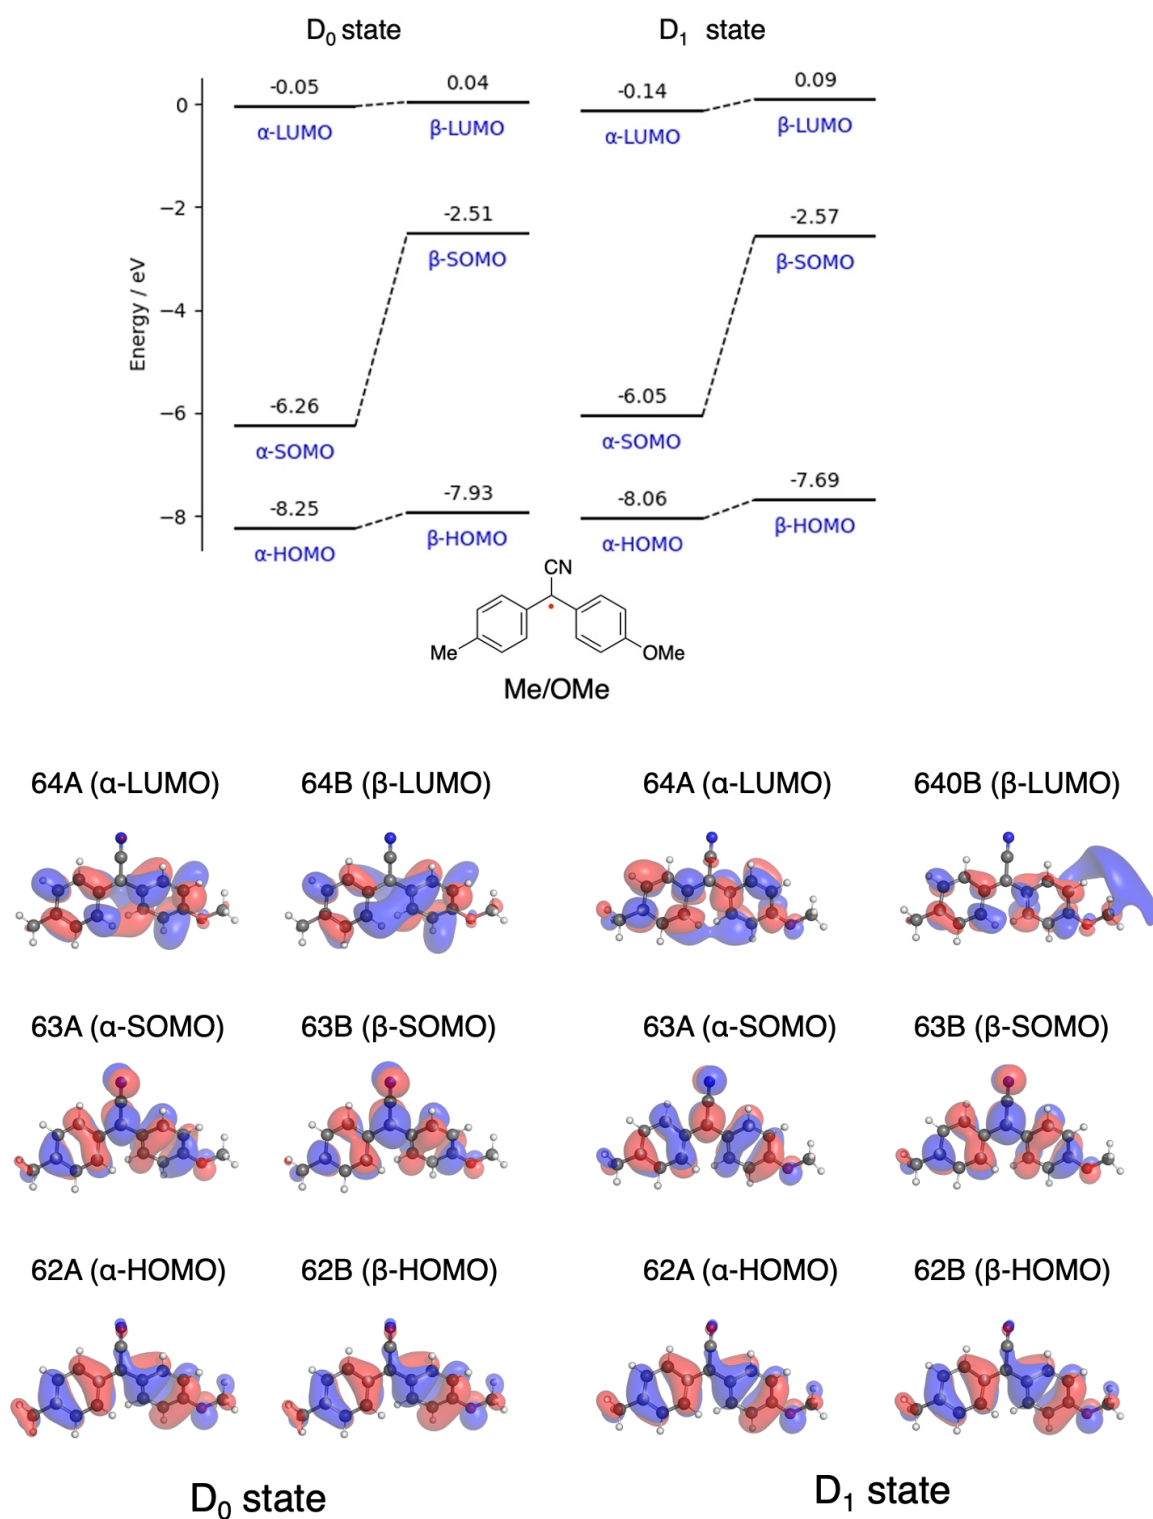 D₀ state D₁ state
-0.05 0.04 -0.14 0.09
0
α-LUMO β-LUMO α-LUMO β-LUMO
−2
-2.51 -2.57
β-SOMO β-SOMO
Energy / eV
−4
-6.26 -6.05
−6
α-SOMO α-SOMO
-8.25 -7.93 -8.06 -7.69
−8
α-HOMO β-HOMO α-HOMO β-HOMO
CN
Me OMe
Me/OMe
64A (α-LUMO) 64B (β-LUMO) 64A (α-LUMO) 640B (β-LUMO)
63A (α-SOMO) 63B (β-SOMO) 63A (α-SOMO) 63B (β-SOMO)
62A (α-HOMO) 62B (β-HOMO) 62A (α-HOMO) 62B (β-HOMO)
D₀ state D₁ state